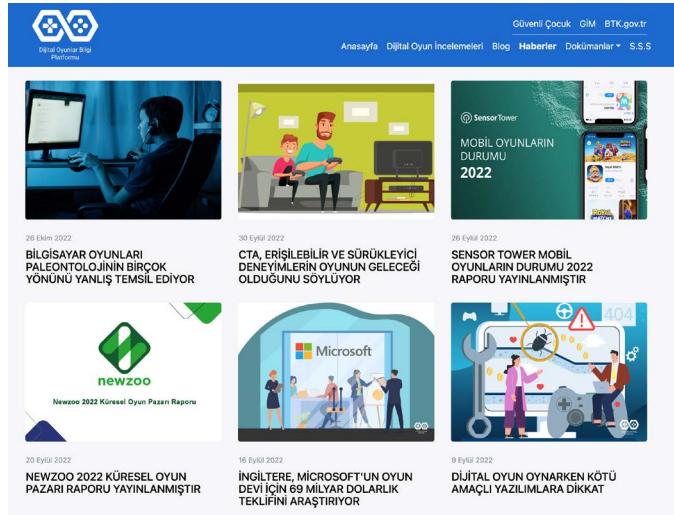 Güvenli Çocuk GİM BTK.gov.tr
Dijital Oyunlar Bilgi
Platformu
Anasayfa Dijital Oyun İncelemeleri Blog Haberler Dokümanlar S.S.S
SensorTower
MOBİL OYUNLARIN
DURUMU
2022
26 Ekim 2022
BİLGİSAYAR OYUNLARI
PALEONTOLOJİNİN BİRÇOK
YÖNÜNÜ YANLIŞ TEMSİL EDİYOR
30 Eylül 2022
CTA, ERİŞİLEBİLİR VE SÜRÜKLEYİCİ
DENEYİMLERİN OYUNUN GELECEĞİ
OLDUĞUNU SÖYLÜYOR
26 Eylül 2022
SENSOR TOWER MOBİL
OYUNLARIN DURUMU 2022
RAPORU YAYINLANMIŞTIR
newzoo
Newzoo 2022 Küresel Oyun Pazarı Raporu
Microsoft
404
20 Eylül 2022
NEWZOO 2022 KÜRESEL OYUN
PAZARI RAPORU YAYINLANMIŞTIR
16 Eylül 2022
İNGİLTERE, MİCROSOFT'UN OYUN
DEVİ İÇİN 69 MİLYAR DOLARLIK
TEKLİFİNİ ARAŞTIRIYOR
9 Eylül 2022
DİJİTAL OYUN OYNARKEN KÖTÜ
AMAÇLI YAZILIMLARA DİKKAT